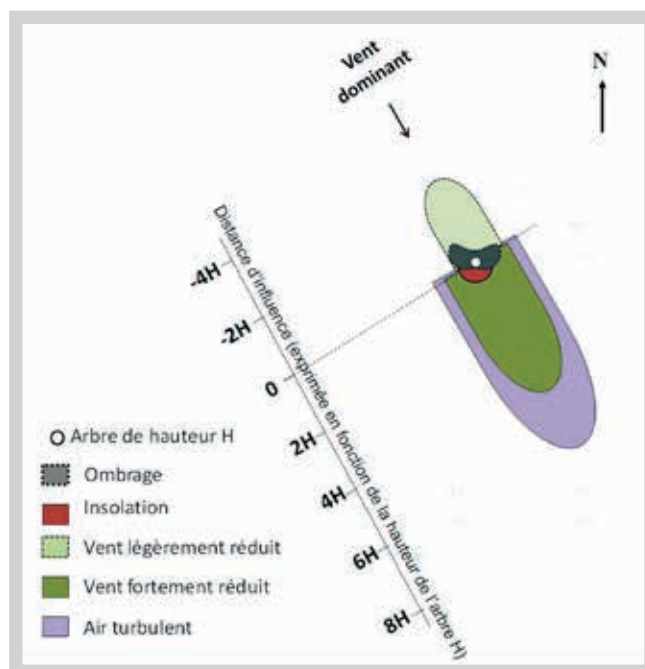 Vent
dominant
N
Distance d'influence (exprimée en fonction de la hauteur de l'arbre H)
-4H
-2H
0
2H
4H
6H
8H
Arbre de hauteur H
Ombrage
Insolation
Vent légèrement réduit
Vent fortement réduit
Air turbulent